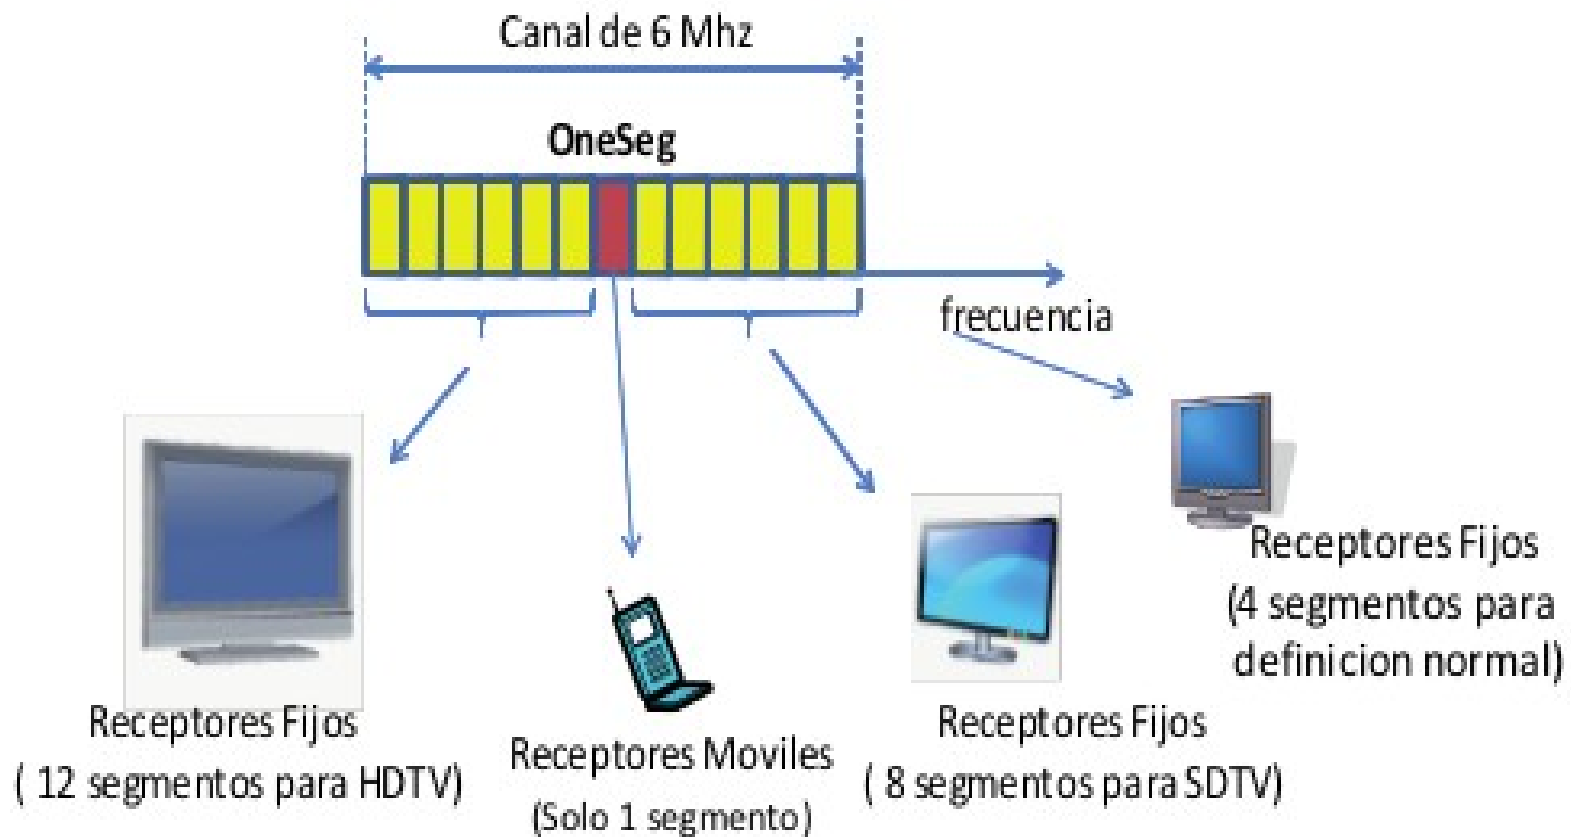 Canal de 6 Mhz
OneSeg
frecuencia
Receptores Fijos
(4 segmentos para
definicion normal)
Receptores Fijos
( 12 segmentos para HDTV)
Receptores Moviles
(Solo 1 segmento)
Receptores Fijos
( 8 segmentos para SDTV)